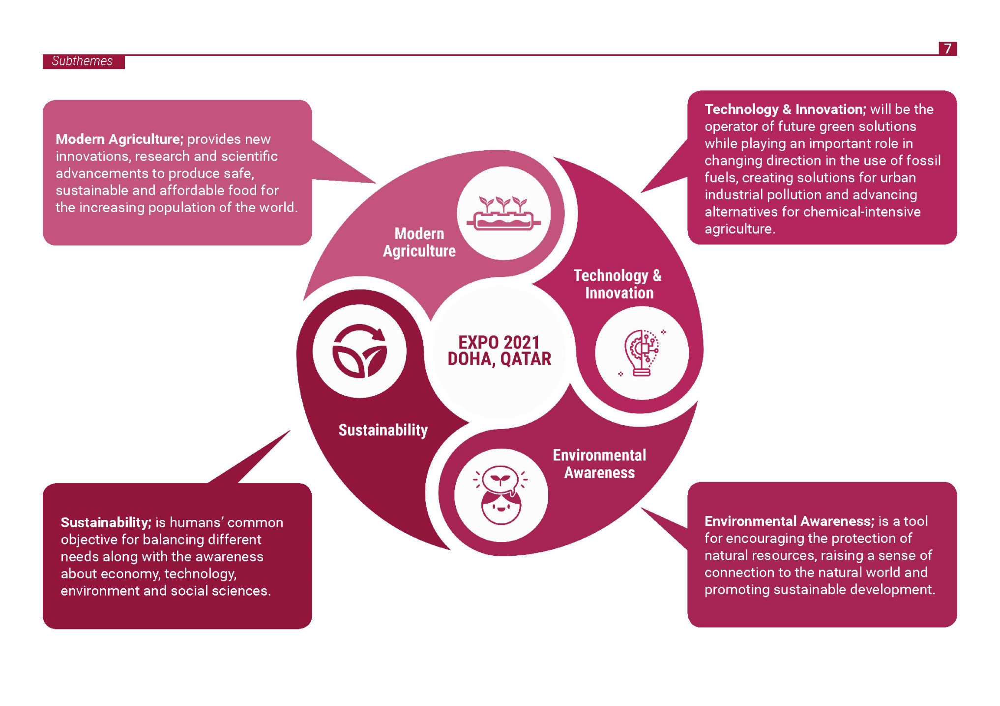 7
Subthemes
Modern Agriculture; provides new
innovations, research and scientific
advancements to produce safe,
sustainable and affordable food for
the increasing population of the world.
Technology & Innovation; will be the
operator of future green solutions
while playing an important role in
changing direction in the use of fossil
fuels, creating solutions for urban
industrial pollution and advancing
alternatives for chemical-intensive
agriculture.
Modern
Agriculture
Technology &
Innovation
EXPO 2021
DOHA, QATAR
Sustainability
Environmental
Awareness
Sustainability; is humans’ common
objective for balancing different
needs along with the awareness
about economy, technology,
environment and social sciences.
Environmental Awareness; is a tool
for encouraging the protection of
natural resources, raising a sense of
connection to the natural world and
promoting sustainable development.